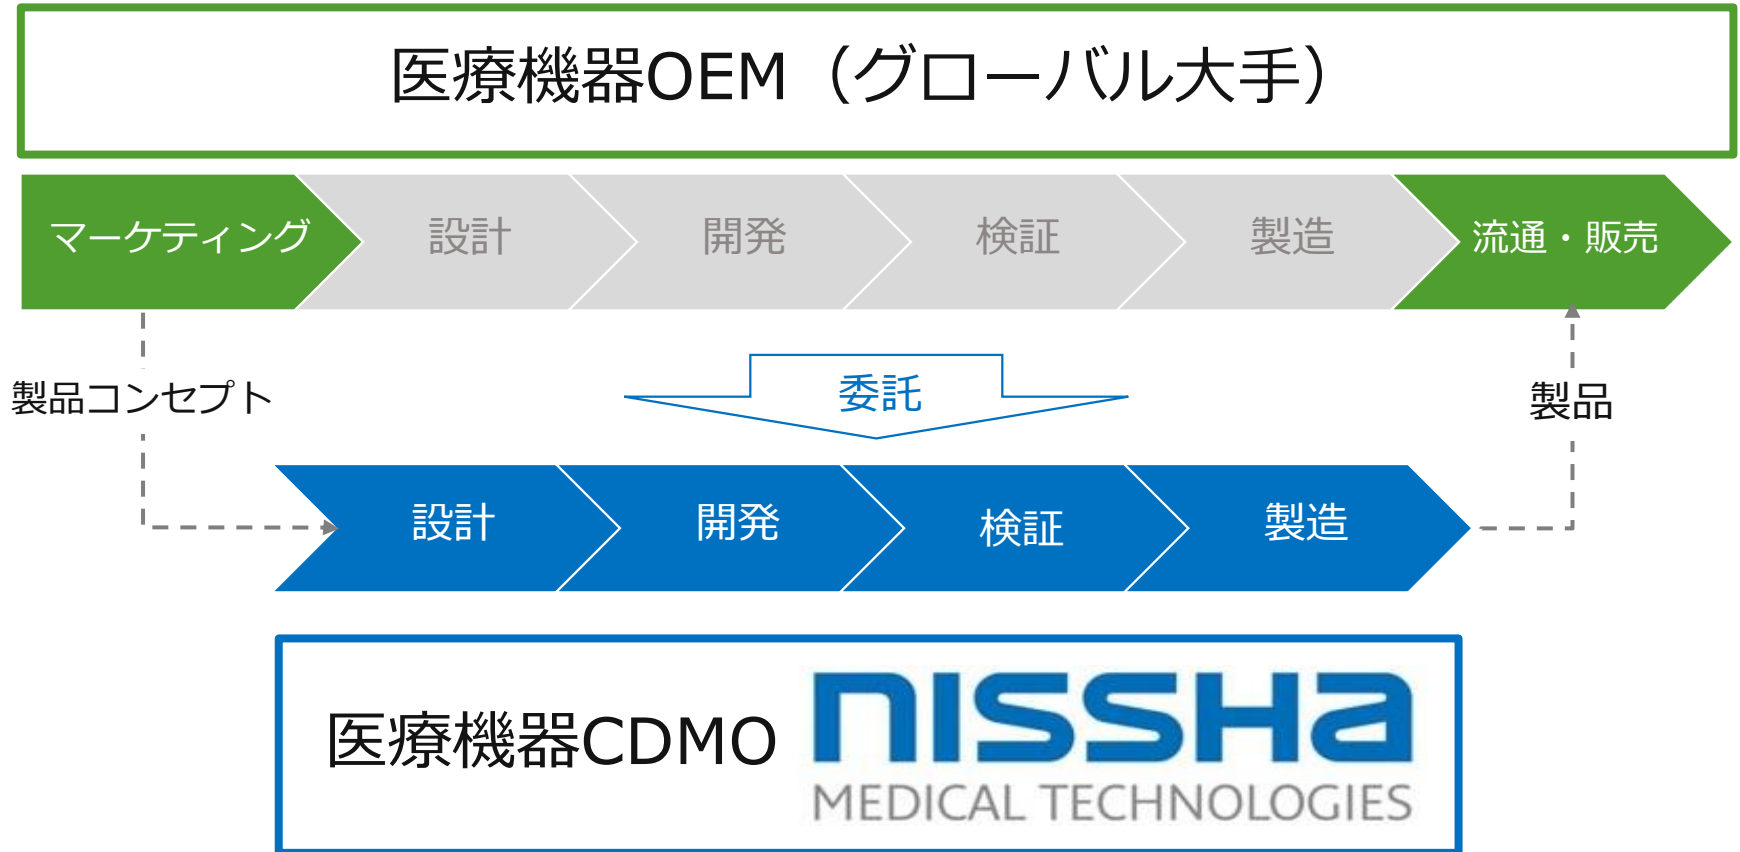 医療機器OEM（グローバル大手）
マーケティング
設計
開発
検証
製造
流通・販売
製品コンセプト
委託
製品
設計
開発
検証
製造
医療機器CDMO
nissha
MEDICAL TECHNOLOGIES